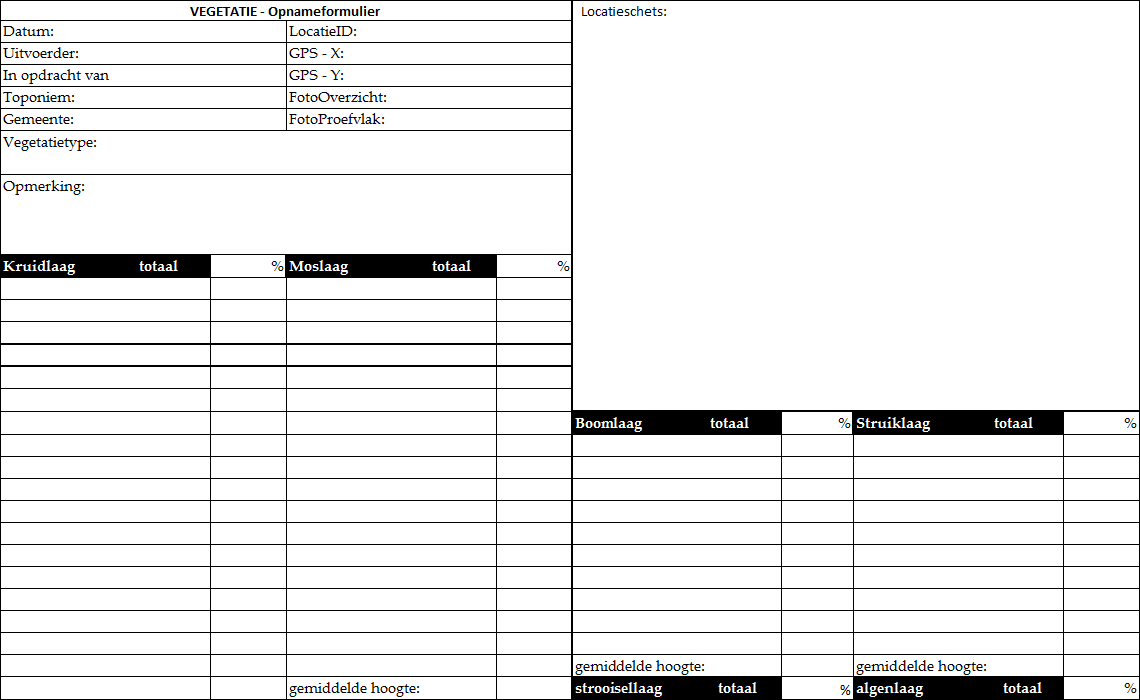 VEGETATIE - Opnameformulier
Datum: LocatieID:
Uitvoerder: GPS - X:
In opdracht van GPS - Y:
Toponiem: FotoOverzicht:
Gemeente: FotoProefvlak:
Vegetatietype:
Opmerking:
Kruidlaag totaal % Moslaag totaal %
gemiddelde hoogte:
Locatieschets:
Boomlaag totaal % Struiklaag totaal %
gemiddelde hoogte: gemiddelde hoogte:
strooisellaag totaal % algenlaag totaal %